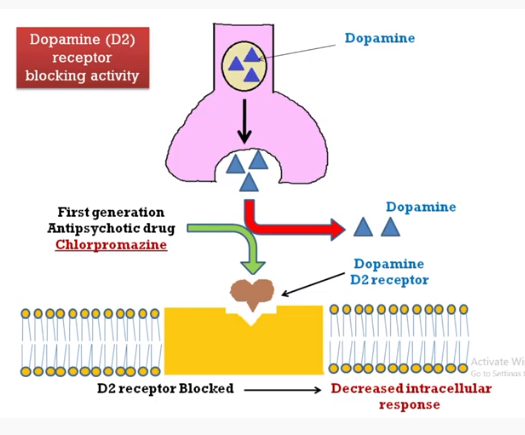 Dopamine (D2)
receptor
blocking activity
Dopamine
First generation
Antipsychotic drug
Chlorpromazine
Dopamine
Dopamine
D2 receptor
Activate Wi
Go to Settings t
D2 receptor Blocked
Decreased intracellular
response